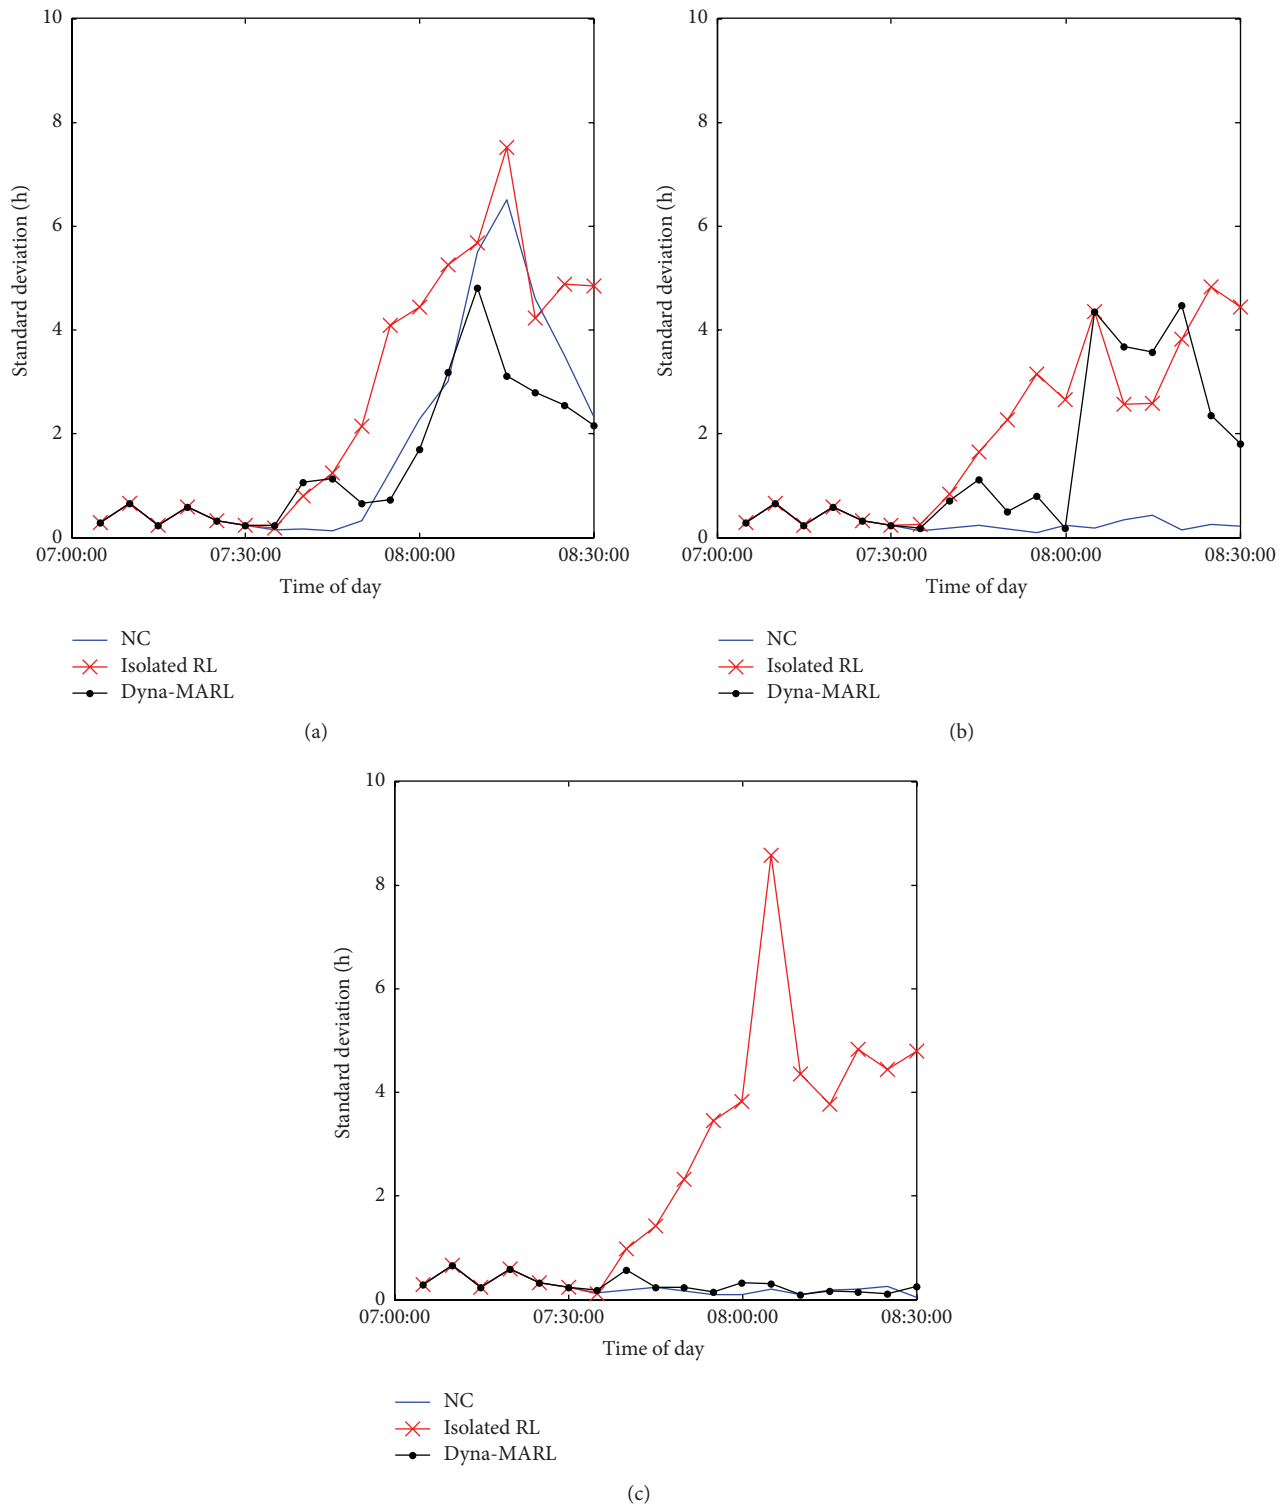 10
8
6
4
2
0
Standard deviation (h)
07:00:00 07:30:00 08:00:00 08:30:00
Time of day
NC
Isolated RL
Dyna-MARL
(a)
10
8
6
4
2
0
Standard deviation (h)
07:00:00 07:30:00 08:00:00 08:30:00
Time of day
NC
Isolated RL
Dyna-MARL
(b)
10
8
6
4
2
0
Standard deviation (h)
07:00:00 07:30:00 08:00:00 08:30:00
Time of day
NC
Isolated RL
Dyna-MARL
(c)